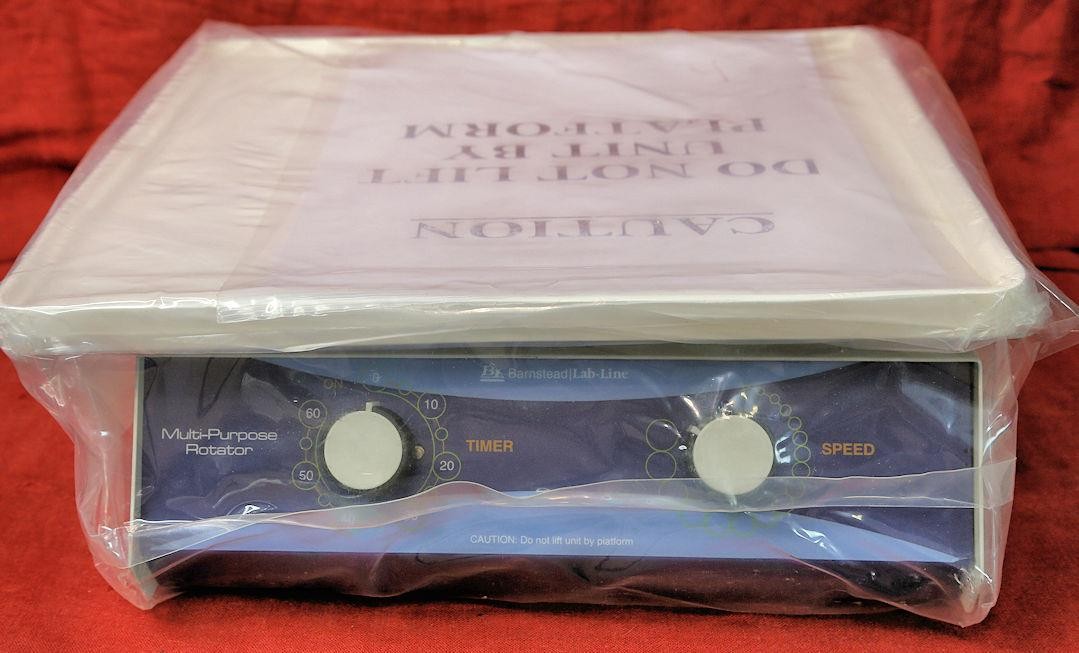 CAUTION
DO NOT LIFT
UNIT BY
PLATFORM
BL Barnstead|Lab-Line
ON 0
60 10
Multi-Purpose
Rotator
TIMER
SPEED
50 20
CAUTION: Do not lift unit by platform